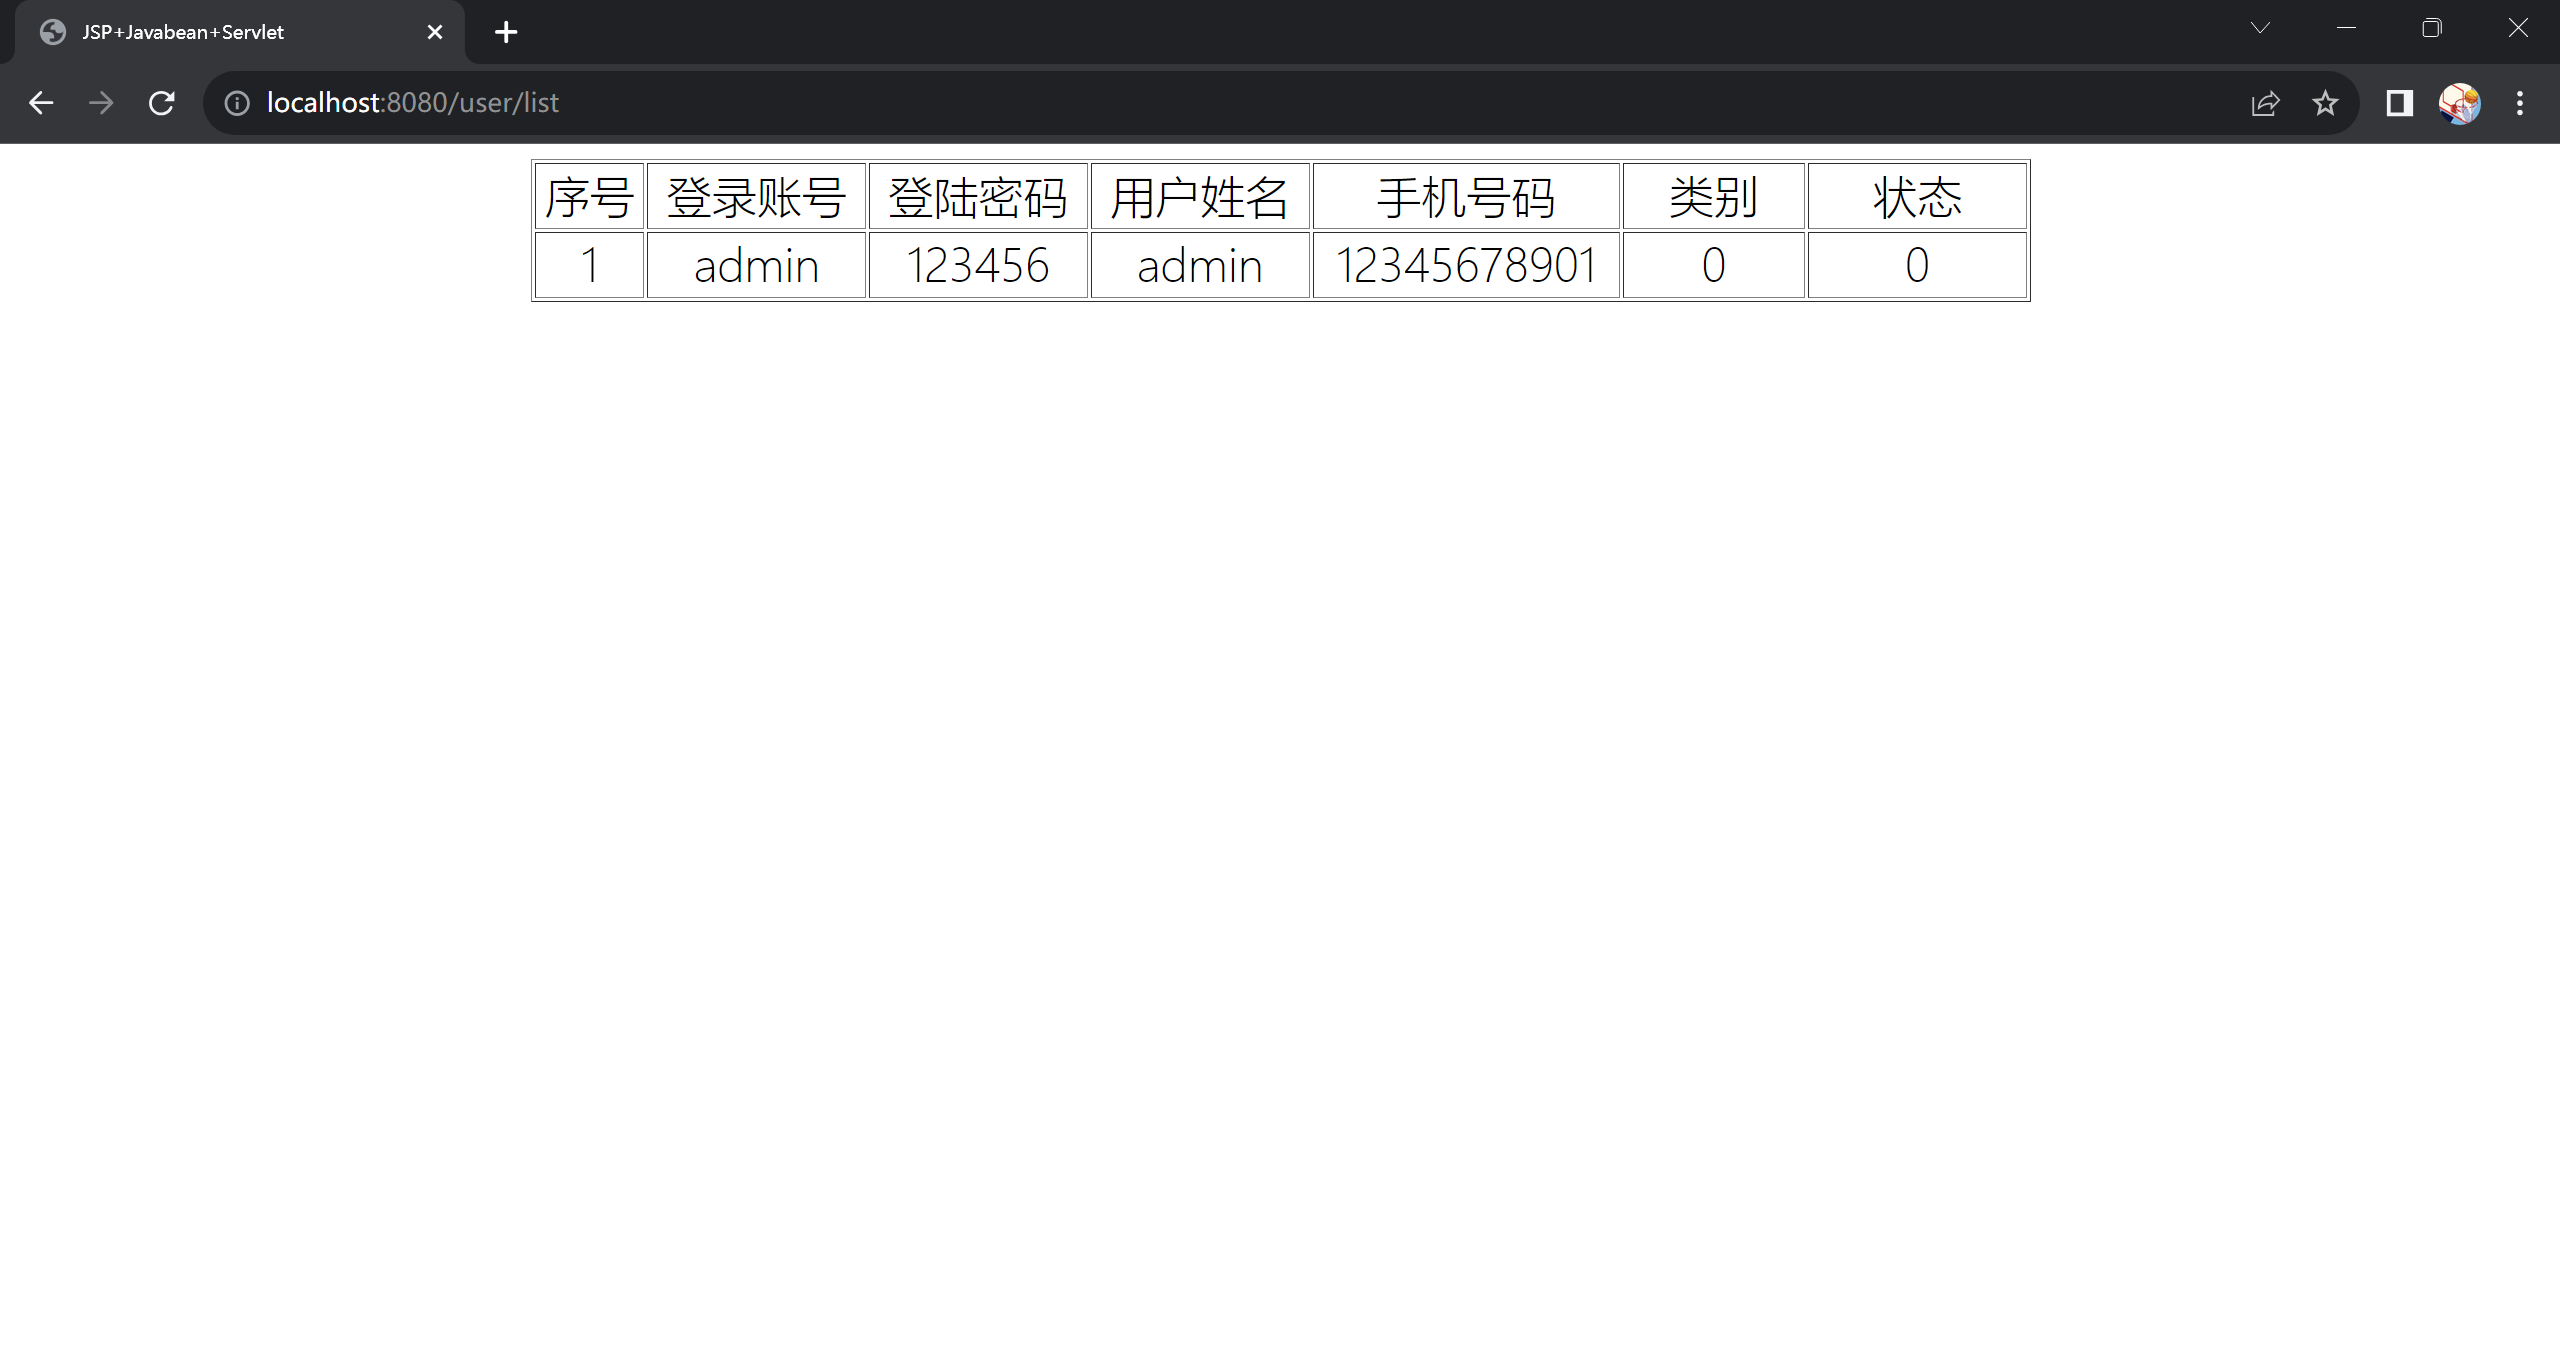 JSP+Javabean+Servlet
localhost:8080/user/list
序号 登录账号 登陆密码 用户姓名 手机号码 类别 状态
1 admin 123456 admin 12345678901 0 0